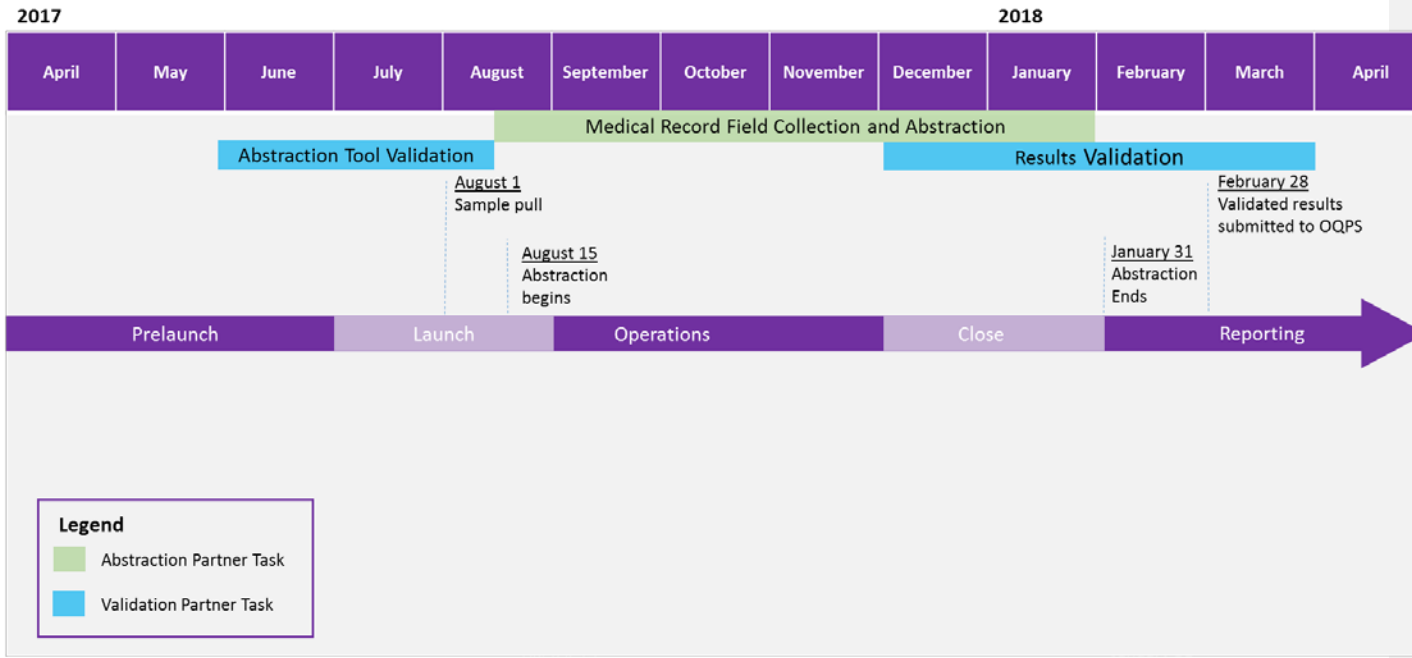 2017
2018
April May June July August September October November December January February March April
Medical Record Field Collection and Abstraction
Abstraction Tool Validation
Results Validation
August 1
Sample pull
February 28
Validated results
submitted to OQPS
August 15
Abstraction
begins
January 31
Abstraction
Ends
Prelaunch Launch Operations Close Reporting
Legend
Abstraction Partner Task
Validation Partner Task